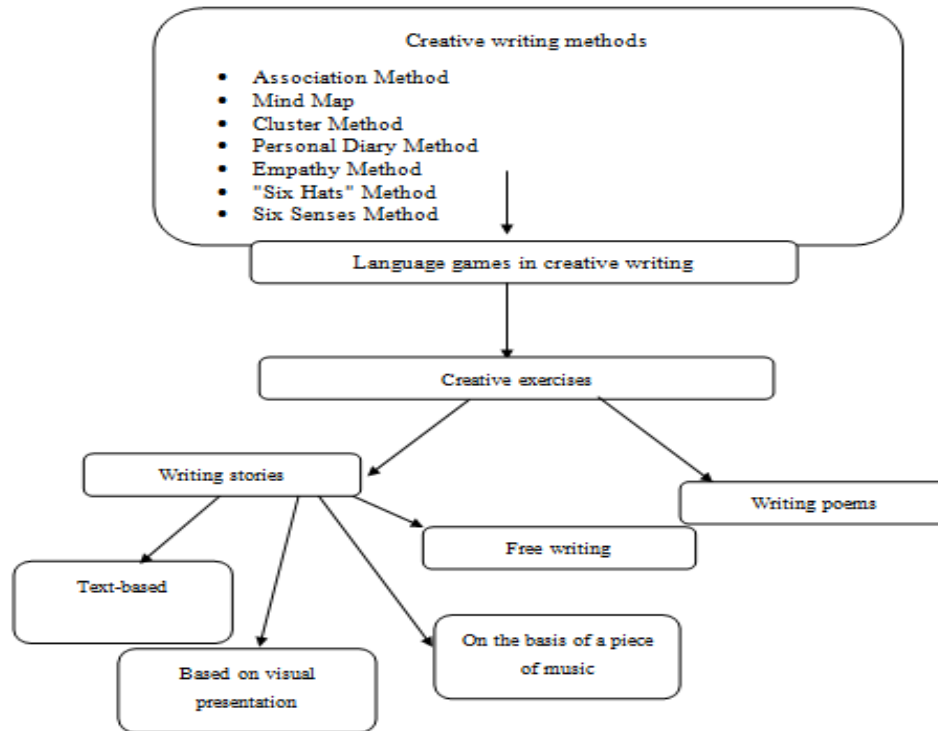 Creative writing methods
• Association Method
• Mind Map
• Cluster Method
• Personal Diary Method
• Empathy Method
• "Six Hats" Method
• Six Senses Method
Language games in creative writing
Creative exercises
Writing stories
Writing poems
Free writing
Text-based
On the basis of a piece
of music
Based on visual
presentation